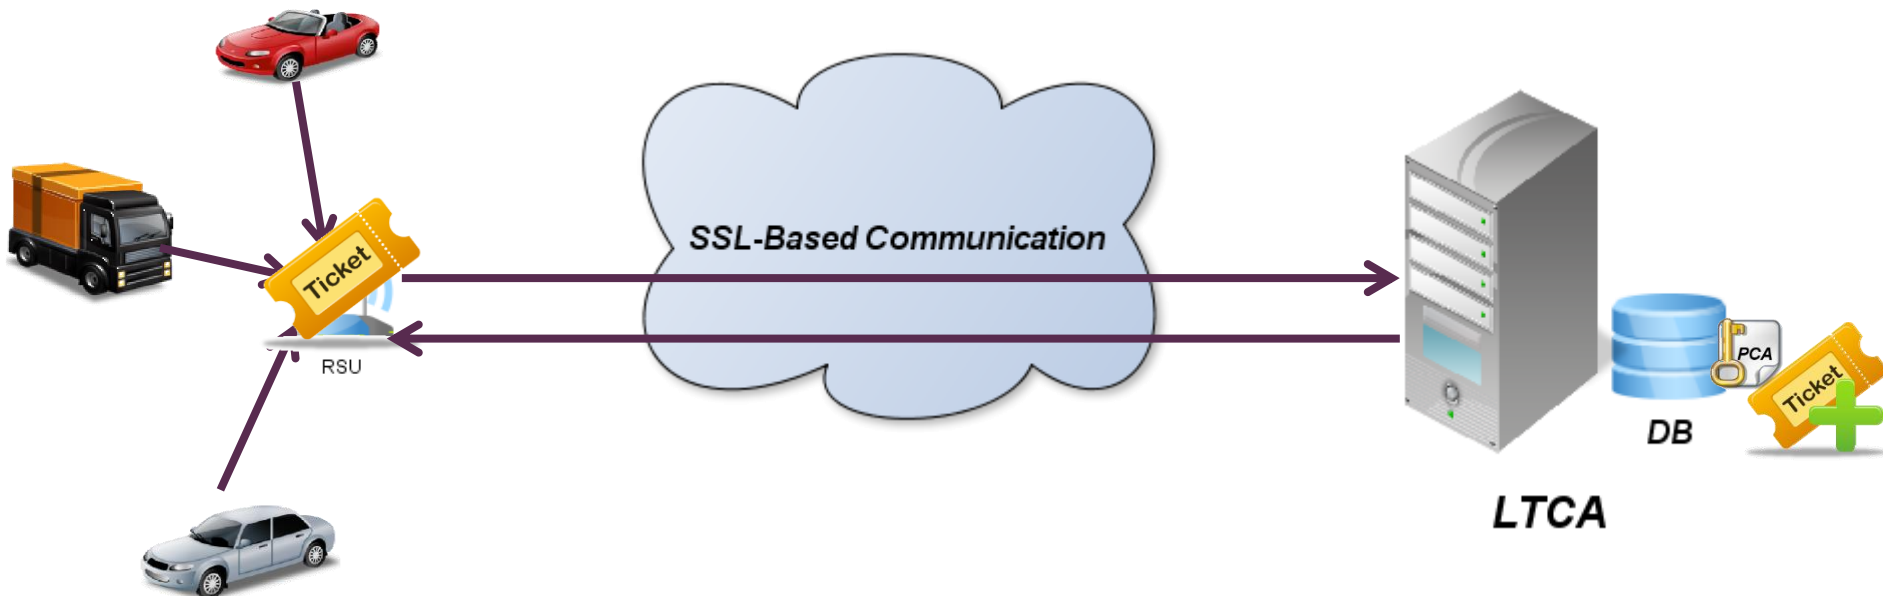 SSL-Based Communication
Ticket
RSU
PCA
Ticket
DB
LTCA